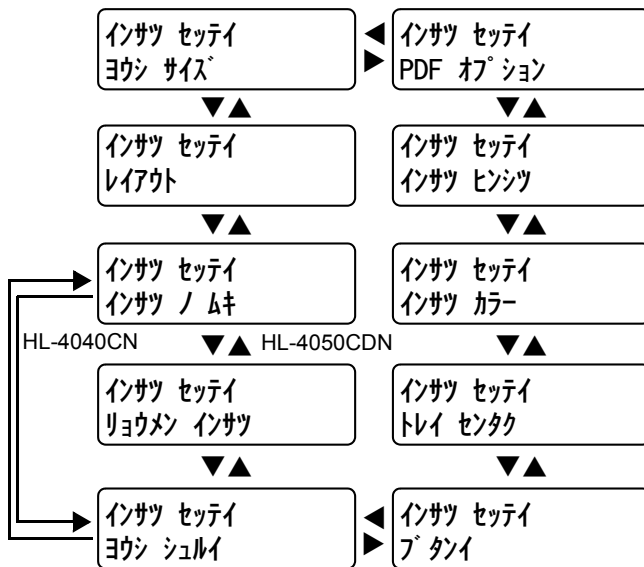 インサツ セッテイ
ヨウシ サイズ
インサツ セッテイ
PDF オプション
インサツ セッテイ
レイアウト
インサツ セッテイ
インサツ ヒンシツ
インサツ セッテイ
インサツ ノ ムキ
インサツ セッテイ
インサツ カラー
HL-4040CN
HL-4050CDN
インサツ セッテイ
リョウメン インサツ
インサツ セッテイ
トレイ センタク
インサツ セッテイ
ヨウシ シュルイ
インサツ セッテイ
ブタンイ